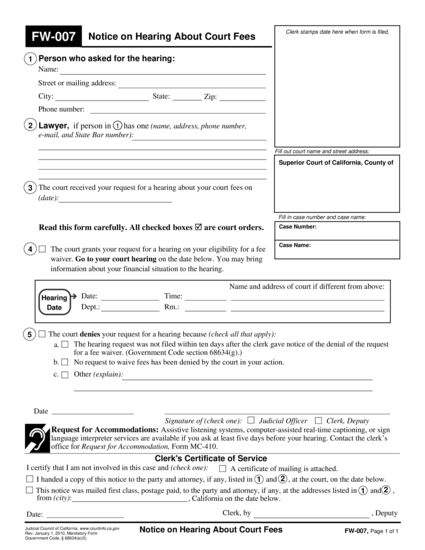 FW-007 Notice on Hearing About Court Fees
Clerk stamps date here when form is filed.
1 Person who asked for the hearing:
Name:
Street or mailing address:
City: State: Zip:
Phone number:
2 Lawyer, if person in 1 has one (name, address, phone number,
e-mail, and State Bar number):
Fill out court name and street address:
Superior Court of California, County of
3 The court received your request for a hearing about your court fees on
(date):
Fill in case number and case name:
Read this form carefully. All checked boxes ☑ are court orders.
Case Number:
Case Name:
4 ☐ The court grants your request for a hearing on your eligibility for a fee
waiver. Go to your court hearing on the date below. You may bring
information about your financial situation to the hearing.
Name and address of court if different from above:
Hearing Date
Date: Time:
Dept.: Rm.:
5 ☐ The court denies your request for a hearing because (check all that apply):
a. ☐ The hearing request was not filed within ten days after the clerk gave notice of the denial of the request
for a fee waiver. (Government Code section 68634(g).)
b. ☐ No request to waive fees has been denied by the court in your action.
c. ☐ Other (explain):
Date
Signature of (check one): ☐ Judicial Officer ☐ Clerk, Deputy
Request for Accommodations: Assistive listening systems, computer-assisted real-time captioning, or sign
language interpreter services are available if you ask at least five days before your hearing. Contact the clerk's
office for Request for Accommodation, Form MC-410.
Clerk's Certificate of Service
I certify that I am not involved in this case and (check one): ☐ A certificate of mailing is attached.
☐ I handed a copy of this notice to the party and attorney, if any, listed in 1 and 2, at the court, on the date below.
☐ This notice was mailed first class, postage paid, to the party and attorney, if any, at the addresses listed in 1 and 2,
from (city): , California on the date below.
Date: Clerk, by , Deputy
Judicial Council of California, www.courtinfo.ca.gov
Rev. January 1, 2010, Mandatory Form
Government Code, § 68634(e)(5)
Notice on Hearing About Court Fees
FW-007, Page 1 of 1